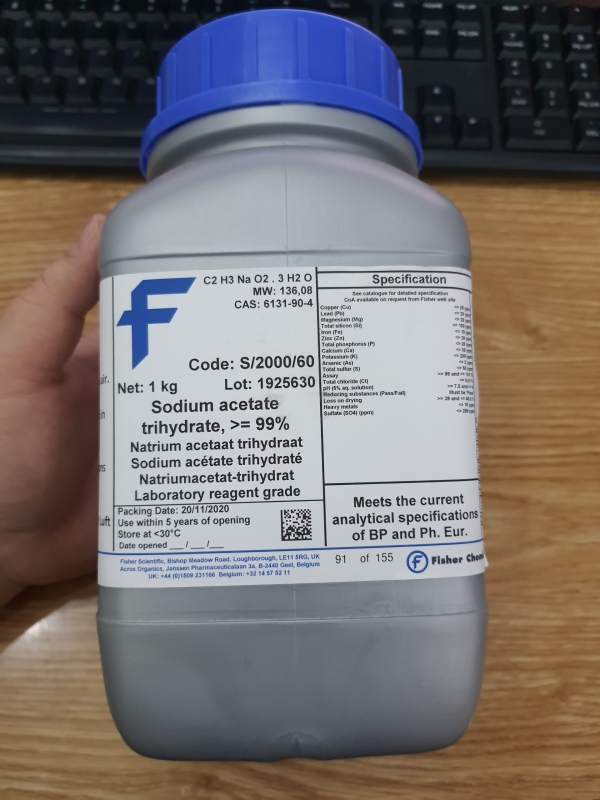 C2 H3 Na O2 . 3 H2 O
MW: 136,08
CAS: 6131-90-4
Code: S/2000/60
Net: 1 kg
Lot: 1925630
Sodium acetate
trihydrate, >= 99%
Natrium acetaat trihydraat
Sodium acétate trihydraté
Natriumacetat-trihydrat
Laboratory reagent grade
Packing Date: 20/11/2020
Use within 5 years of opening
Store at <30°C
Date opened ___ / ___ / ___
Specification
See catalogue for detailed specification
CoA available on request from Fisher web site
Copper (Cu)
Lead (Pb)
Magnesium (Mg)
Total silicon (Si)
Iron (Fe)
Zinc (Zn)
Total phosphorus (P)
Calcium (Ca)
Potassium (K)
Arsenic (As)
Total sulfur (S)
Assay
Total chloride (Cl)
pH (5% aq. solution)
Reducing substances (Pass/Fail)
Loss on drying
Heavy metals
Sulfate (SO4) (ppm)
Meets the current
analytical specifications
of BP and Ph. Eur.
Fisher Scientific, Bishop Meadow Road, Loughborough, LE11 5RG, UK
Acros Organics, Janssen Pharmaceuticalaan 3a, B-2440 Geel, Belgium
UK: +44 (0)1509 231166 Belgium: +32 14 57 52 11
91 of 155
Fisher Chem